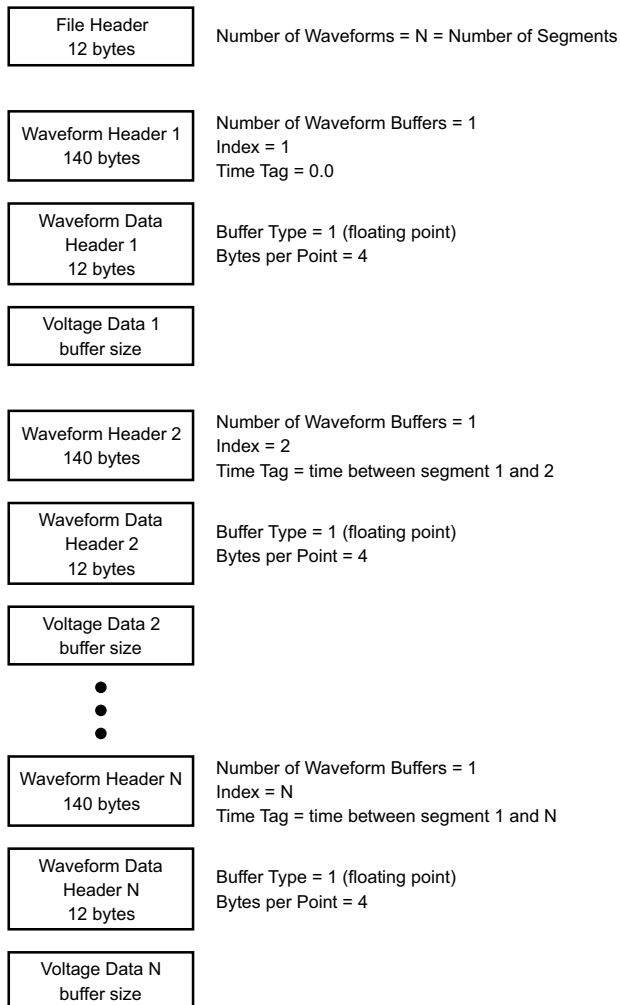 File Header
12 bytes
Number of Waveforms = N = Number of Segments
Waveform Header 1
140 bytes
Number of Waveform Buffers = 1
Index = 1
Time Tag = 0.0
Waveform Data
Header 1
12 bytes
Buffer Type = 1 (floating point)
Bytes per Point = 4
Voltage Data 1
buffer size
Waveform Header 2
140 bytes
Number of Waveform Buffers = 1
Index = 2
Time Tag = time between segment 1 and 2
Waveform Data
Header 2
12 bytes
Buffer Type = 1 (floating point)
Bytes per Point = 4
Voltage Data 2
buffer size
Waveform Header N
140 bytes
Number of Waveform Buffers = 1
Index = N
Time Tag = time between segment 1 and N
Waveform Data
Header N
12 bytes
Buffer Type = 1 (floating point)
Bytes per Point = 4
Voltage Data N
buffer size